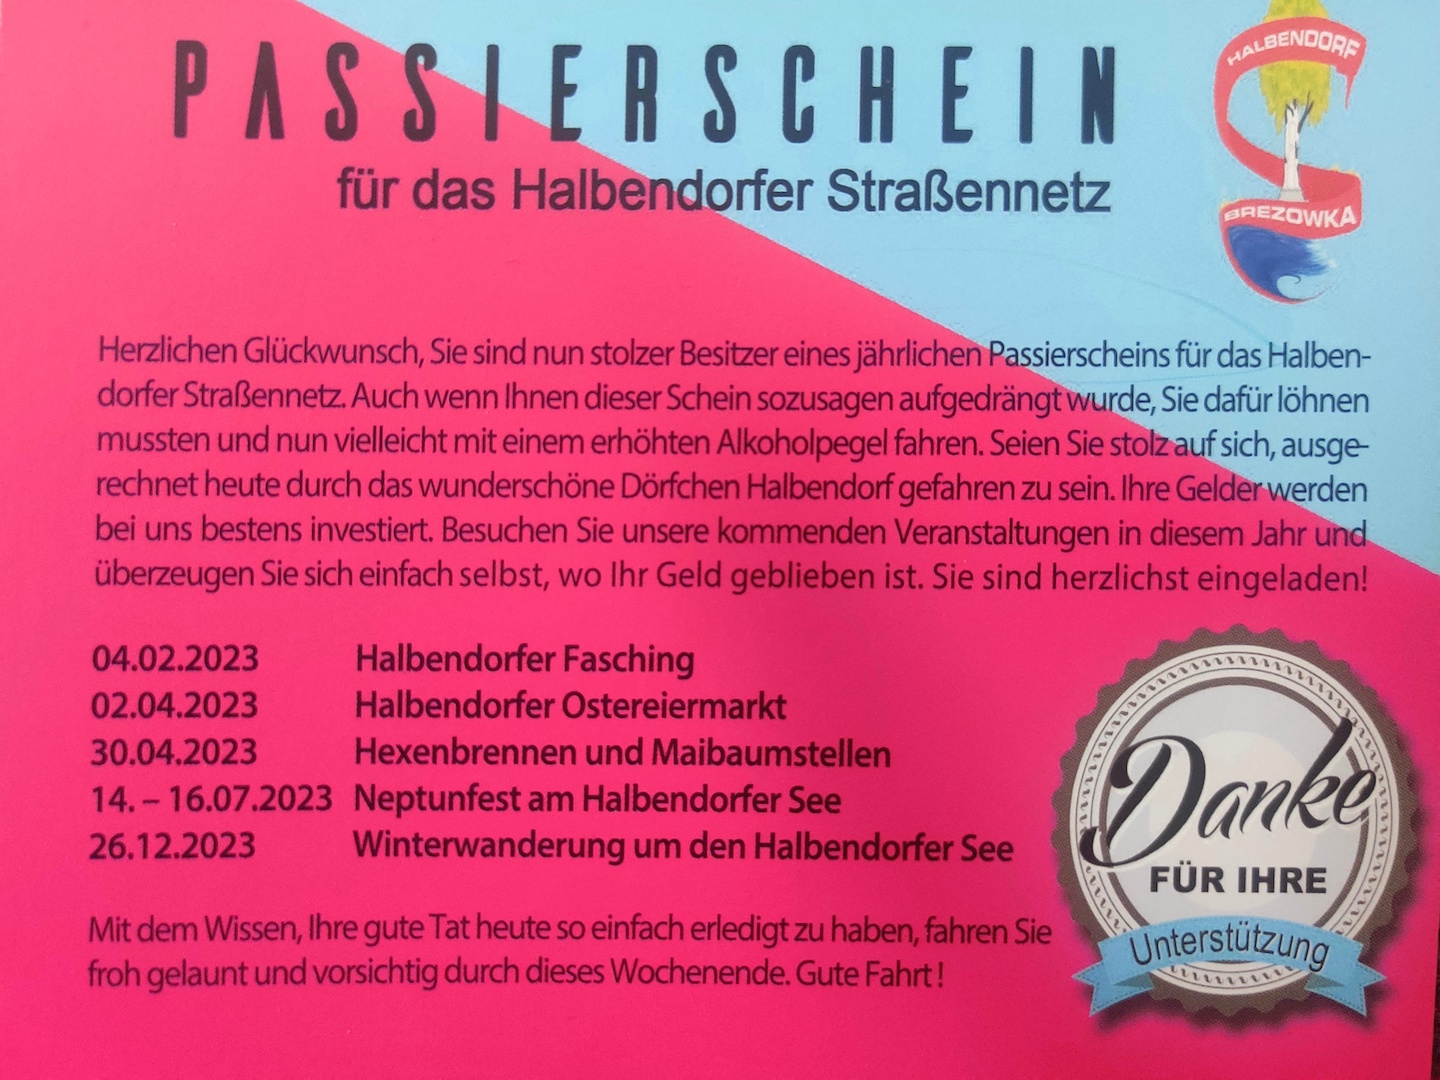 PASSIERSCHEIN
für das Halbendorfer Straßennetz
HALBENDORF
BREZOWKA
Herzlichen Glückwunsch, Sie sind nun stolzer Besitzer eines jährlichen Passierscheins für das Halben-
dorfer Straßennetz. Auch wenn Ihnen dieser Schein sozusagen aufgedrängt wurde, Sie dafür löhnen
mussten und nun vielleicht mit einem erhöhten Alkoholpegel fahren. Seien Sie stolz auf sich, ausge-
rechnet heute durch das wunderschöne Dörfchen Halbendorf gefahren zu sein. Ihre Gelder werden
bei uns bestens investiert. Besuchen Sie unsere kommenden Veranstaltungen in diesem Jahr und
überzeugen Sie sich einfach selbst, wo Ihr Geld geblieben ist. Sie sind herzlichst eingeladen!
04.02.2023 Halbendorfer Fasching
02.04.2023 Halbendorfer Ostereiermarkt
30.04.2023 Hexenbrennen und Maibaumstellen
14. – 16.07.2023 Neptunfest am Halbendorfer See
26.12.2023 Winterwanderung um den Halbendorfer See
Mit dem Wissen, Ihre gute Tat heute so einfach erledigt zu haben, fahren Sie
froh gelaunt und vorsichtig durch dieses Wochenende. Gute Fahrt !
Danke
FÜR IHRE
Unterstützung